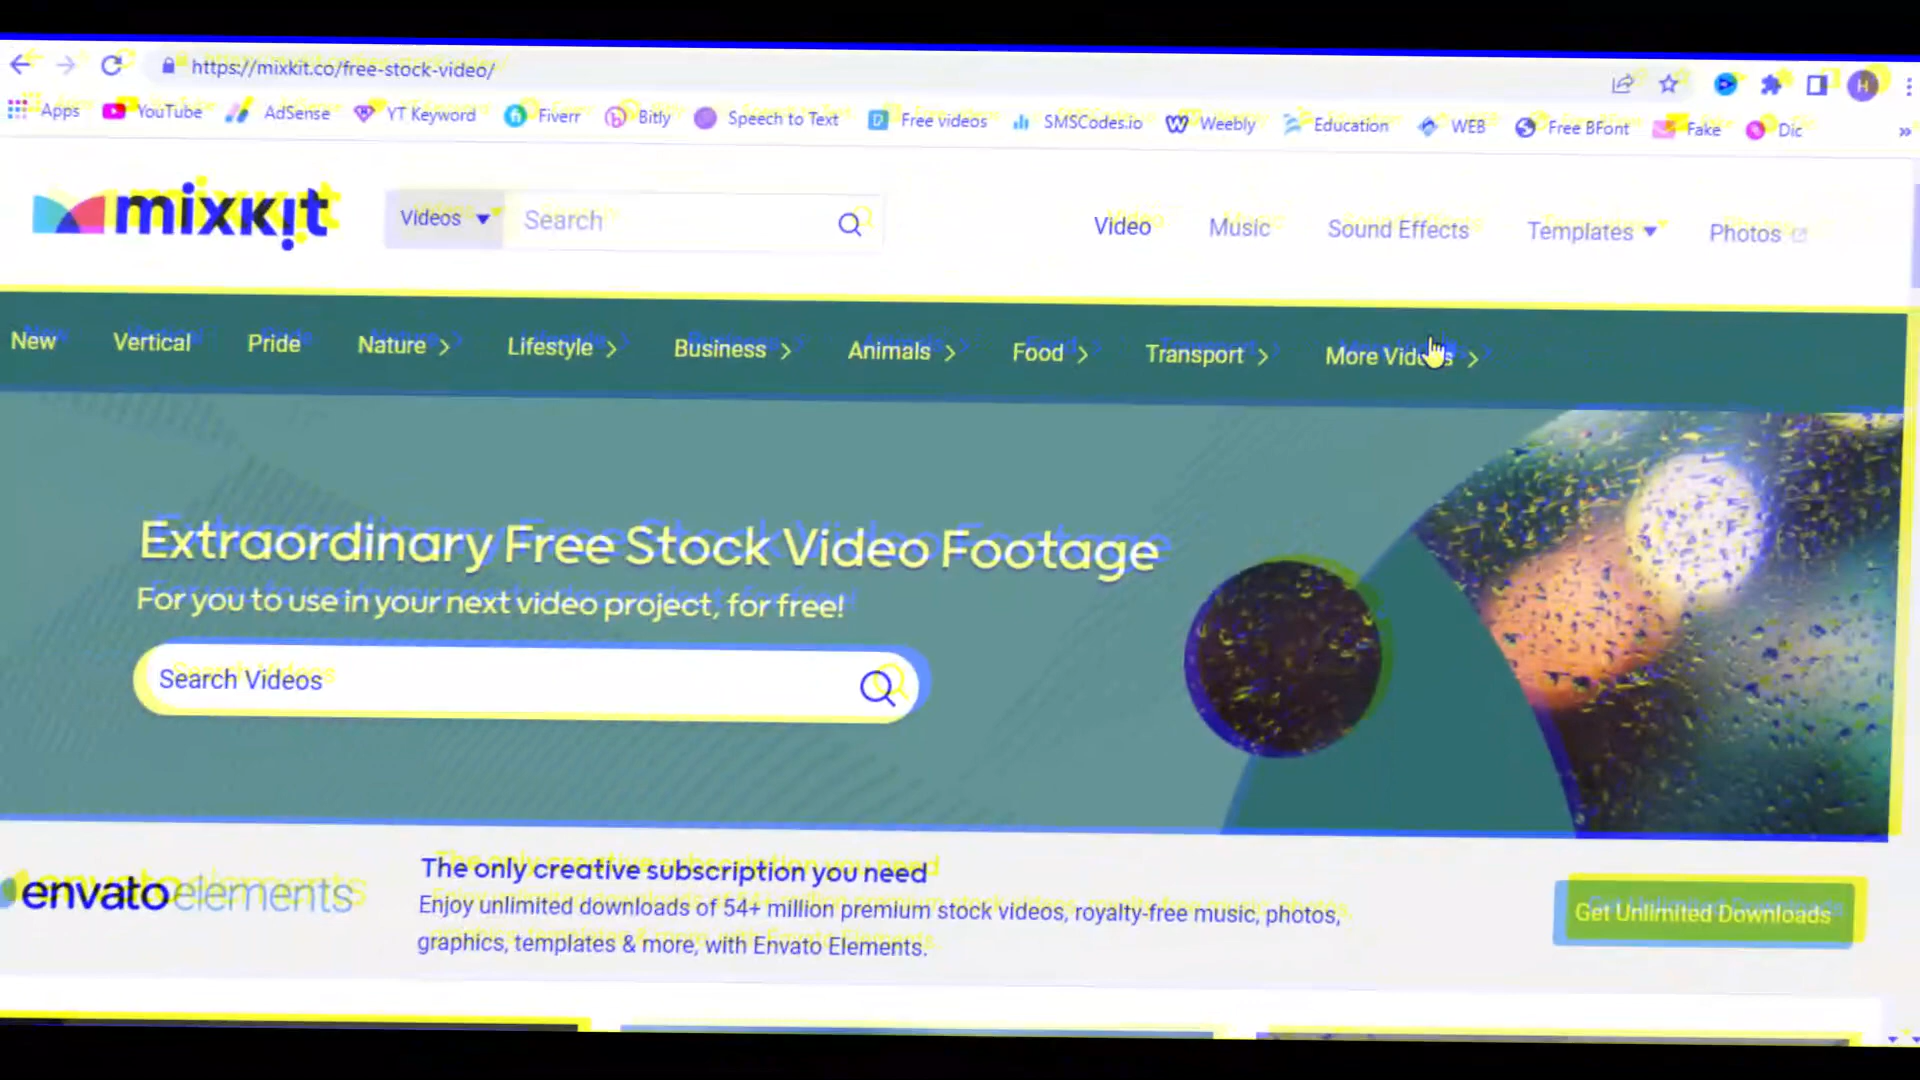 https://mixkit.co/free-stock-video/
H
Apps YouTube AdSense YT Keyword Fiverr Bitly Speech to Text Free videos SMSCodes.io Weebly Education WEB Free BFont Fake Dic »
mixkit Videos Search Video Music Sound Effects Templates Photos
New Vertical Pride Nature Lifestyle Business Animals Food Transport More Videos
Extraordinary Free Stock Video Footage
For you to use in your next video project, for free!
Search Videos
envato elements
The only creative subscription you need
Enjoy unlimited downloads of 54+ million premium stock videos, royalty-free music, photos,
graphics, templates & more, with Envato Elements.
Get Unlimited Downloads